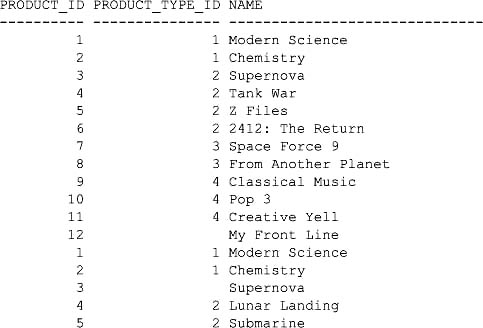 PRODUCT_ID PRODUCT_TYPE_ID NAME
---------- --------------- ------------------------------
         1               1 Modern Science
         2               1 Chemistry
         3               2 Supernova
         4               2 Tank War
         5               2 Z Files
         6               2 2412: The Return
         7               3 Space Force 9
         8               3 From Another Planet
         9               4 Classical Music
        10               4 Pop 3
        11               4 Creative Yell
        12                 My Front Line
         1               1 Modern Science
         2               1 Chemistry
         3                 Supernova
         4               2 Lunar Landing
         5               2 Submarine